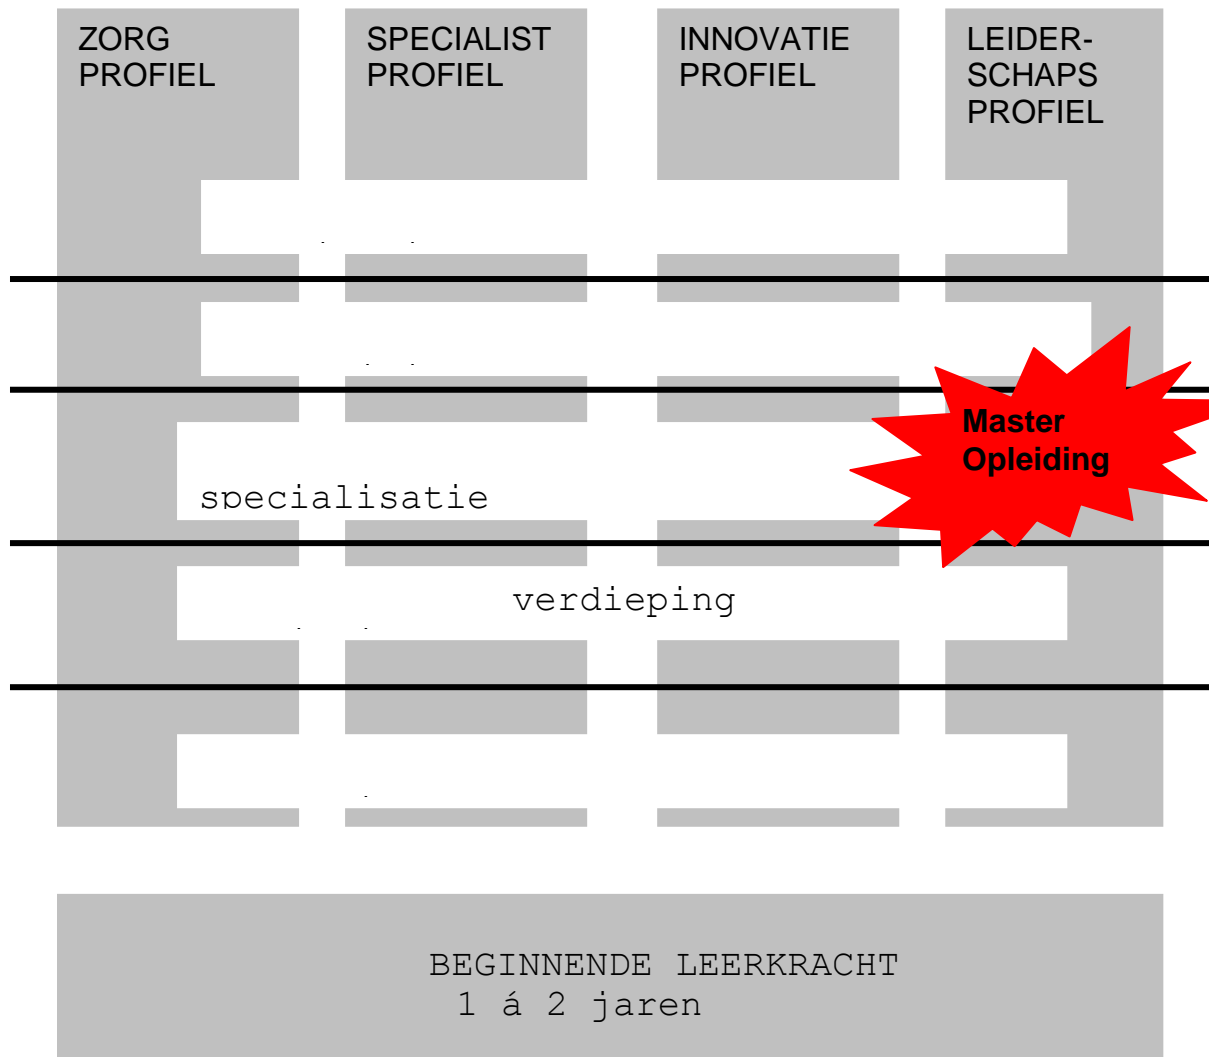 ZORG
PROFIEL
SPECIALIST
PROFIEL
INNOVATIE
PROFIEL
LEIDER-
SCHAPS
PROFIEL
Master
Opleiding
specialisatie
verdieping
BEGINNENDE LEERKRACHT
1 á 2 jaren